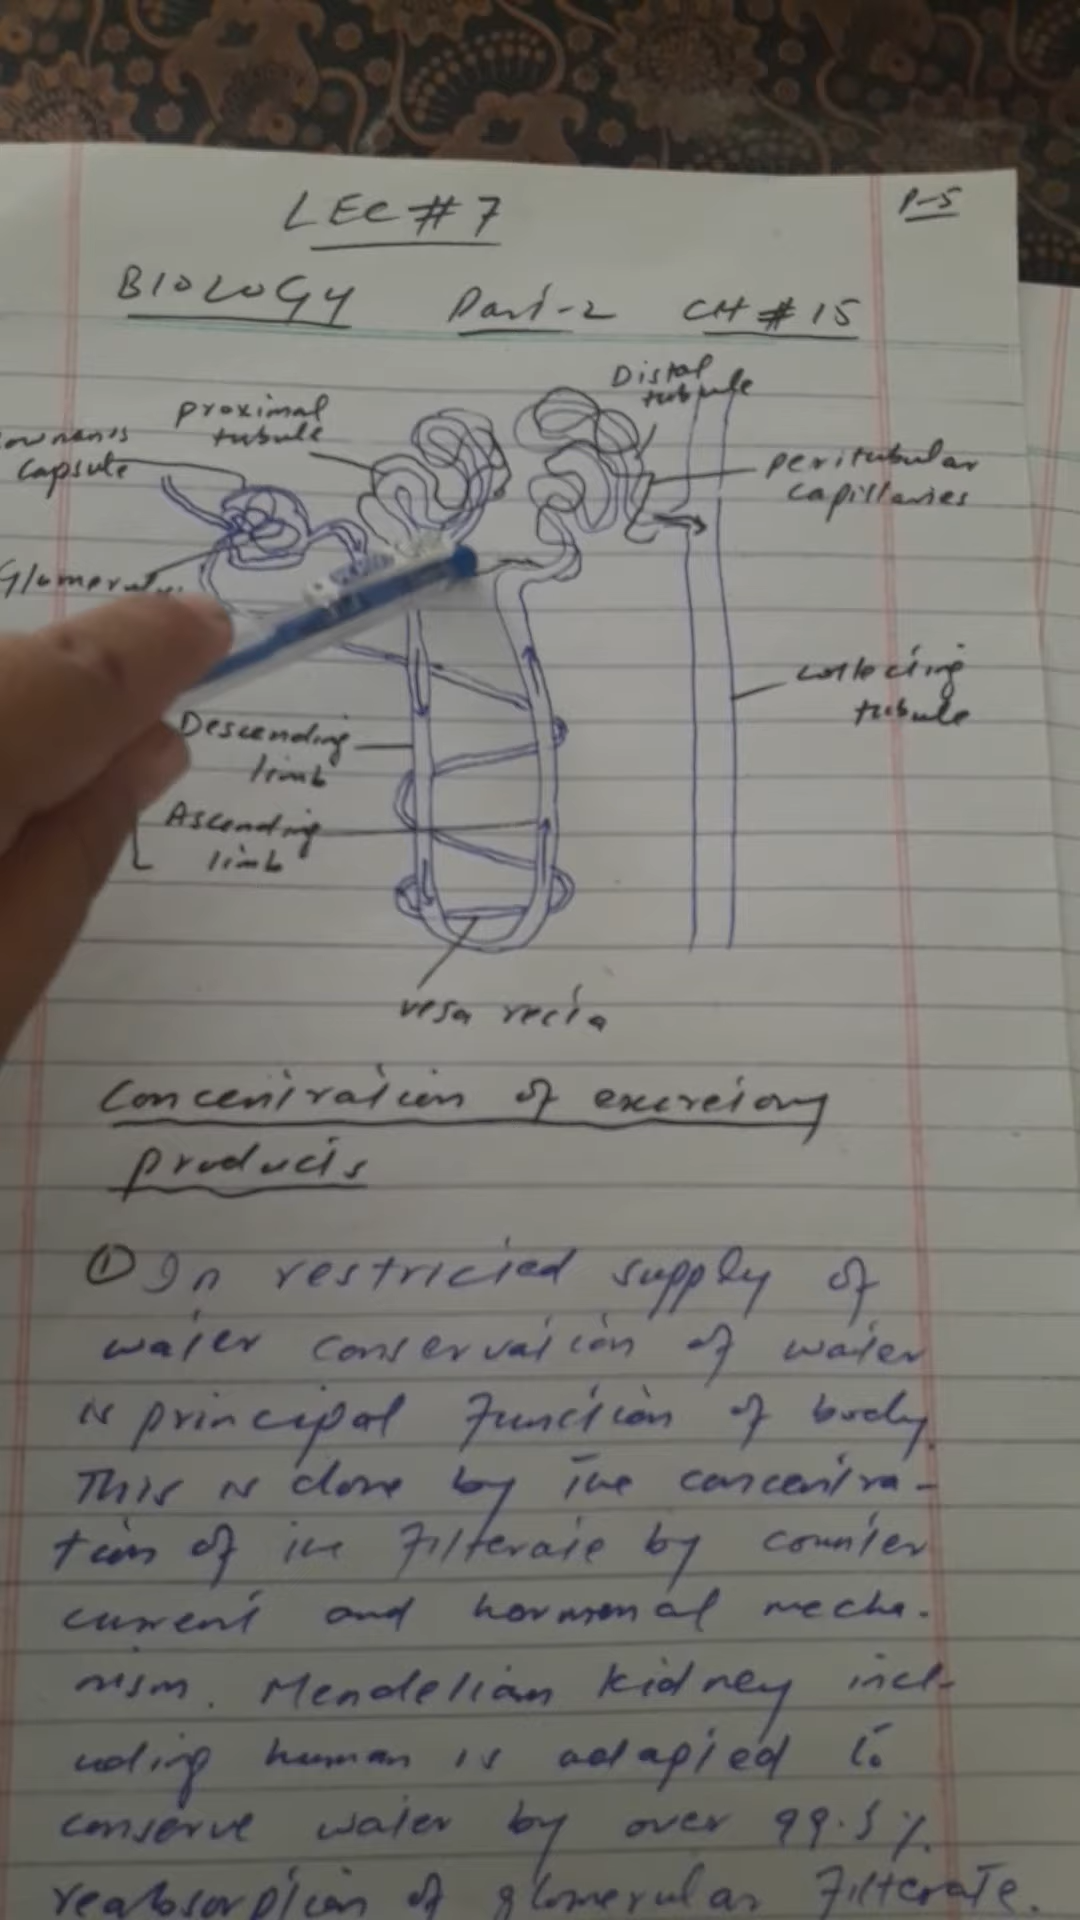 LEC # 7
P-5
BIOLOGY Part-2 CH # 15
Distal
tubule
proximal
tubule
owman's
capsule
peritubular
capillaries
Glomerulus
collecting
tubule
Descending
limb
Ascending
limb
vesa recta
Concentration of excretory
products
① In restricted supply of
water conservation of water
is principal function of body.
This is done by the concentra-
tion of the filterate by counter
current and hormonal mecha-
nism. Mendelian kidney incl-
uding human is adapted to
conserve water by over 99.5%
reabsorption of glomerular filterate.